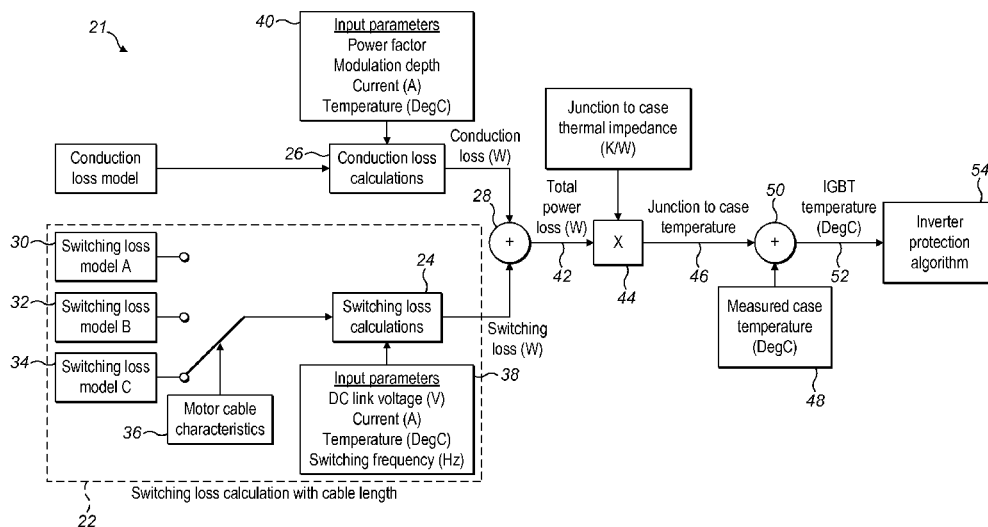 21
40
Input parameters
Power factor
Modulation depth
Current (A)
Temperature (DegC)
Conduction
loss model
26
Conduction loss
calculations
Conduction
loss (W)
Junction to case
thermal impedance
(K/W)
28
+
Total
power
loss (W)
42
X
44
Junction to case
temperature
46
50
+
IGBT
temperature
(DegC)
52
54
Inverter
protection
algorithm
Measured case
temperature
(DegC)
48
30
Switching loss
model A
32
Switching loss
model B
34
Switching loss
model C
36
Motor cable
characteristics
24
Switching loss
calculations
Switching
loss (W)
38
Input parameters
DC link voltage (V)
Current (A)
Temperature (DegC)
Switching frequency (Hz)
22
Switching loss calculation with cable length